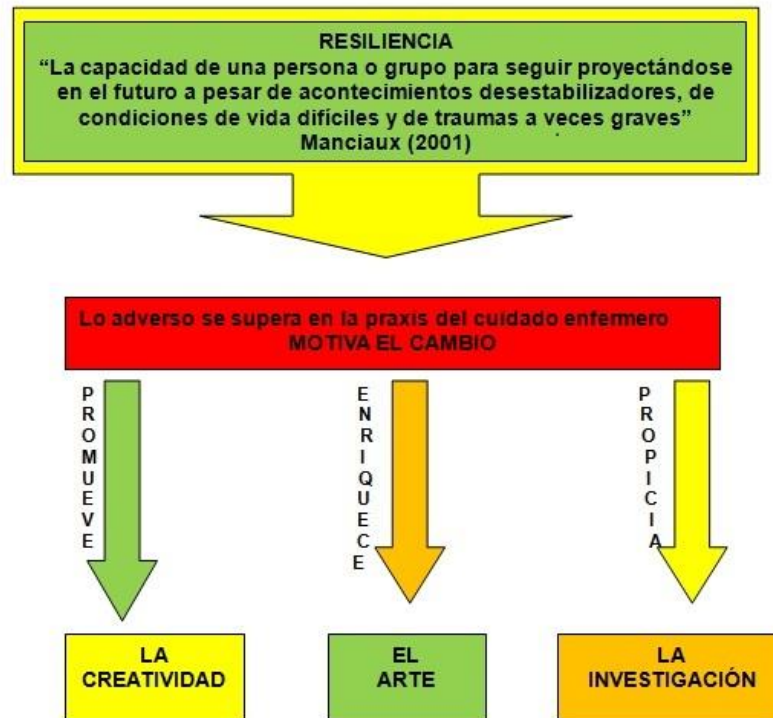 RESILIENCIA
“La capacidad de una persona o grupo para seguir proyectándose
en el futuro a pesar de acontecimientos desestabilizadores, de
condiciones de vida difíciles y de traumas a veces graves”
Manciaux (2001)
Lo adverso se supera en la praxis del cuidado enfermero
MOTIVA EL CAMBIO
PROMUEVE
ENRIQUECE
PROPICIA
LA
CREATIVIDAD
EL
ARTE
LA
INVESTIGACIÓN